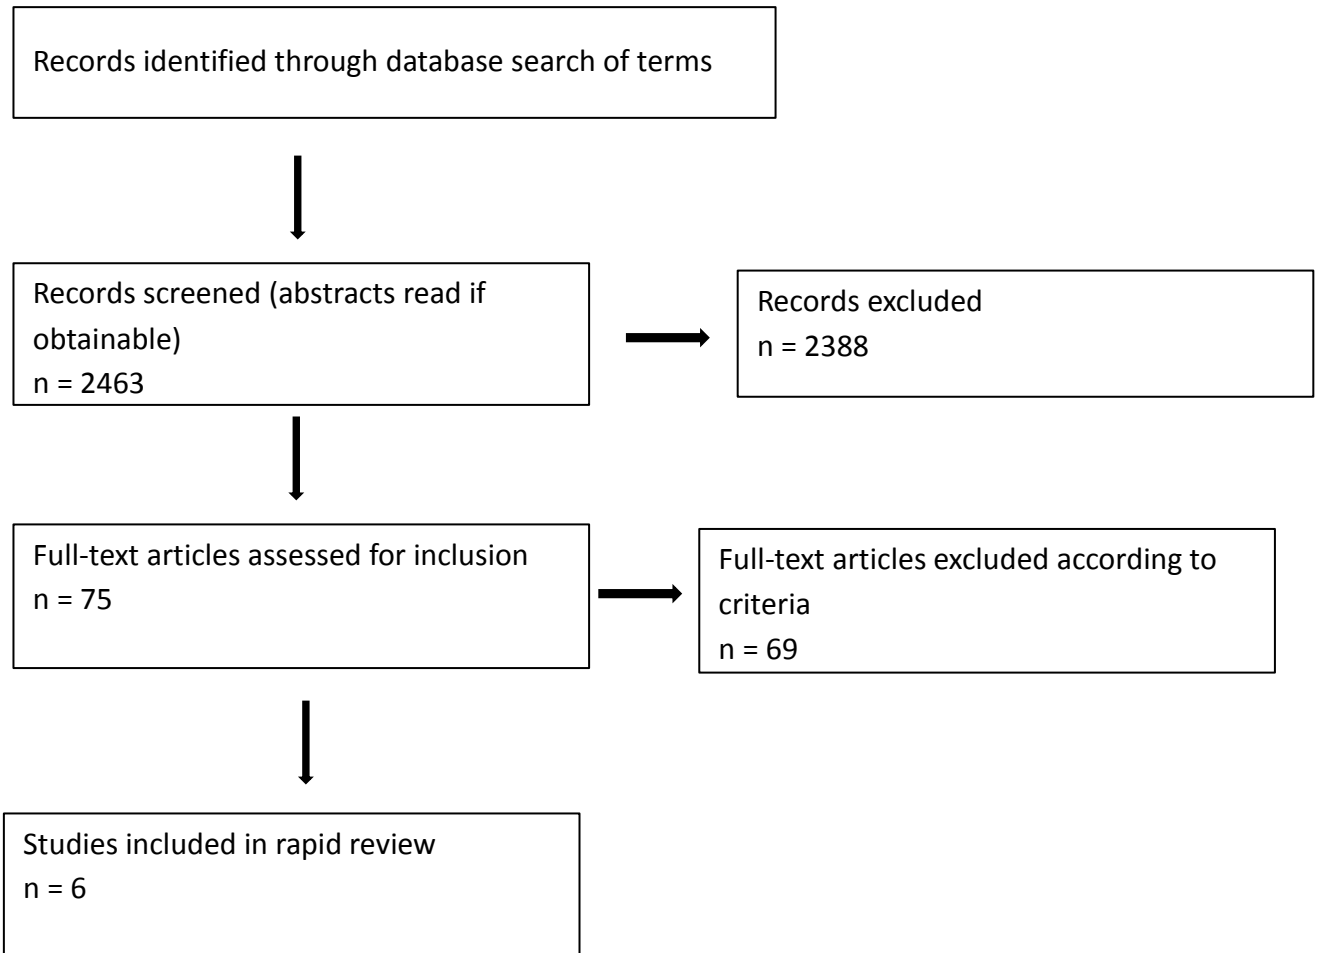 Records identified through database search of terms
Records screened (abstracts read if
obtainable)
n = 2463
Records excluded
n = 2388
Full-text articles assessed for inclusion
n = 75
Full-text articles excluded according to
criteria
n = 69
Studies included in rapid review
n = 6